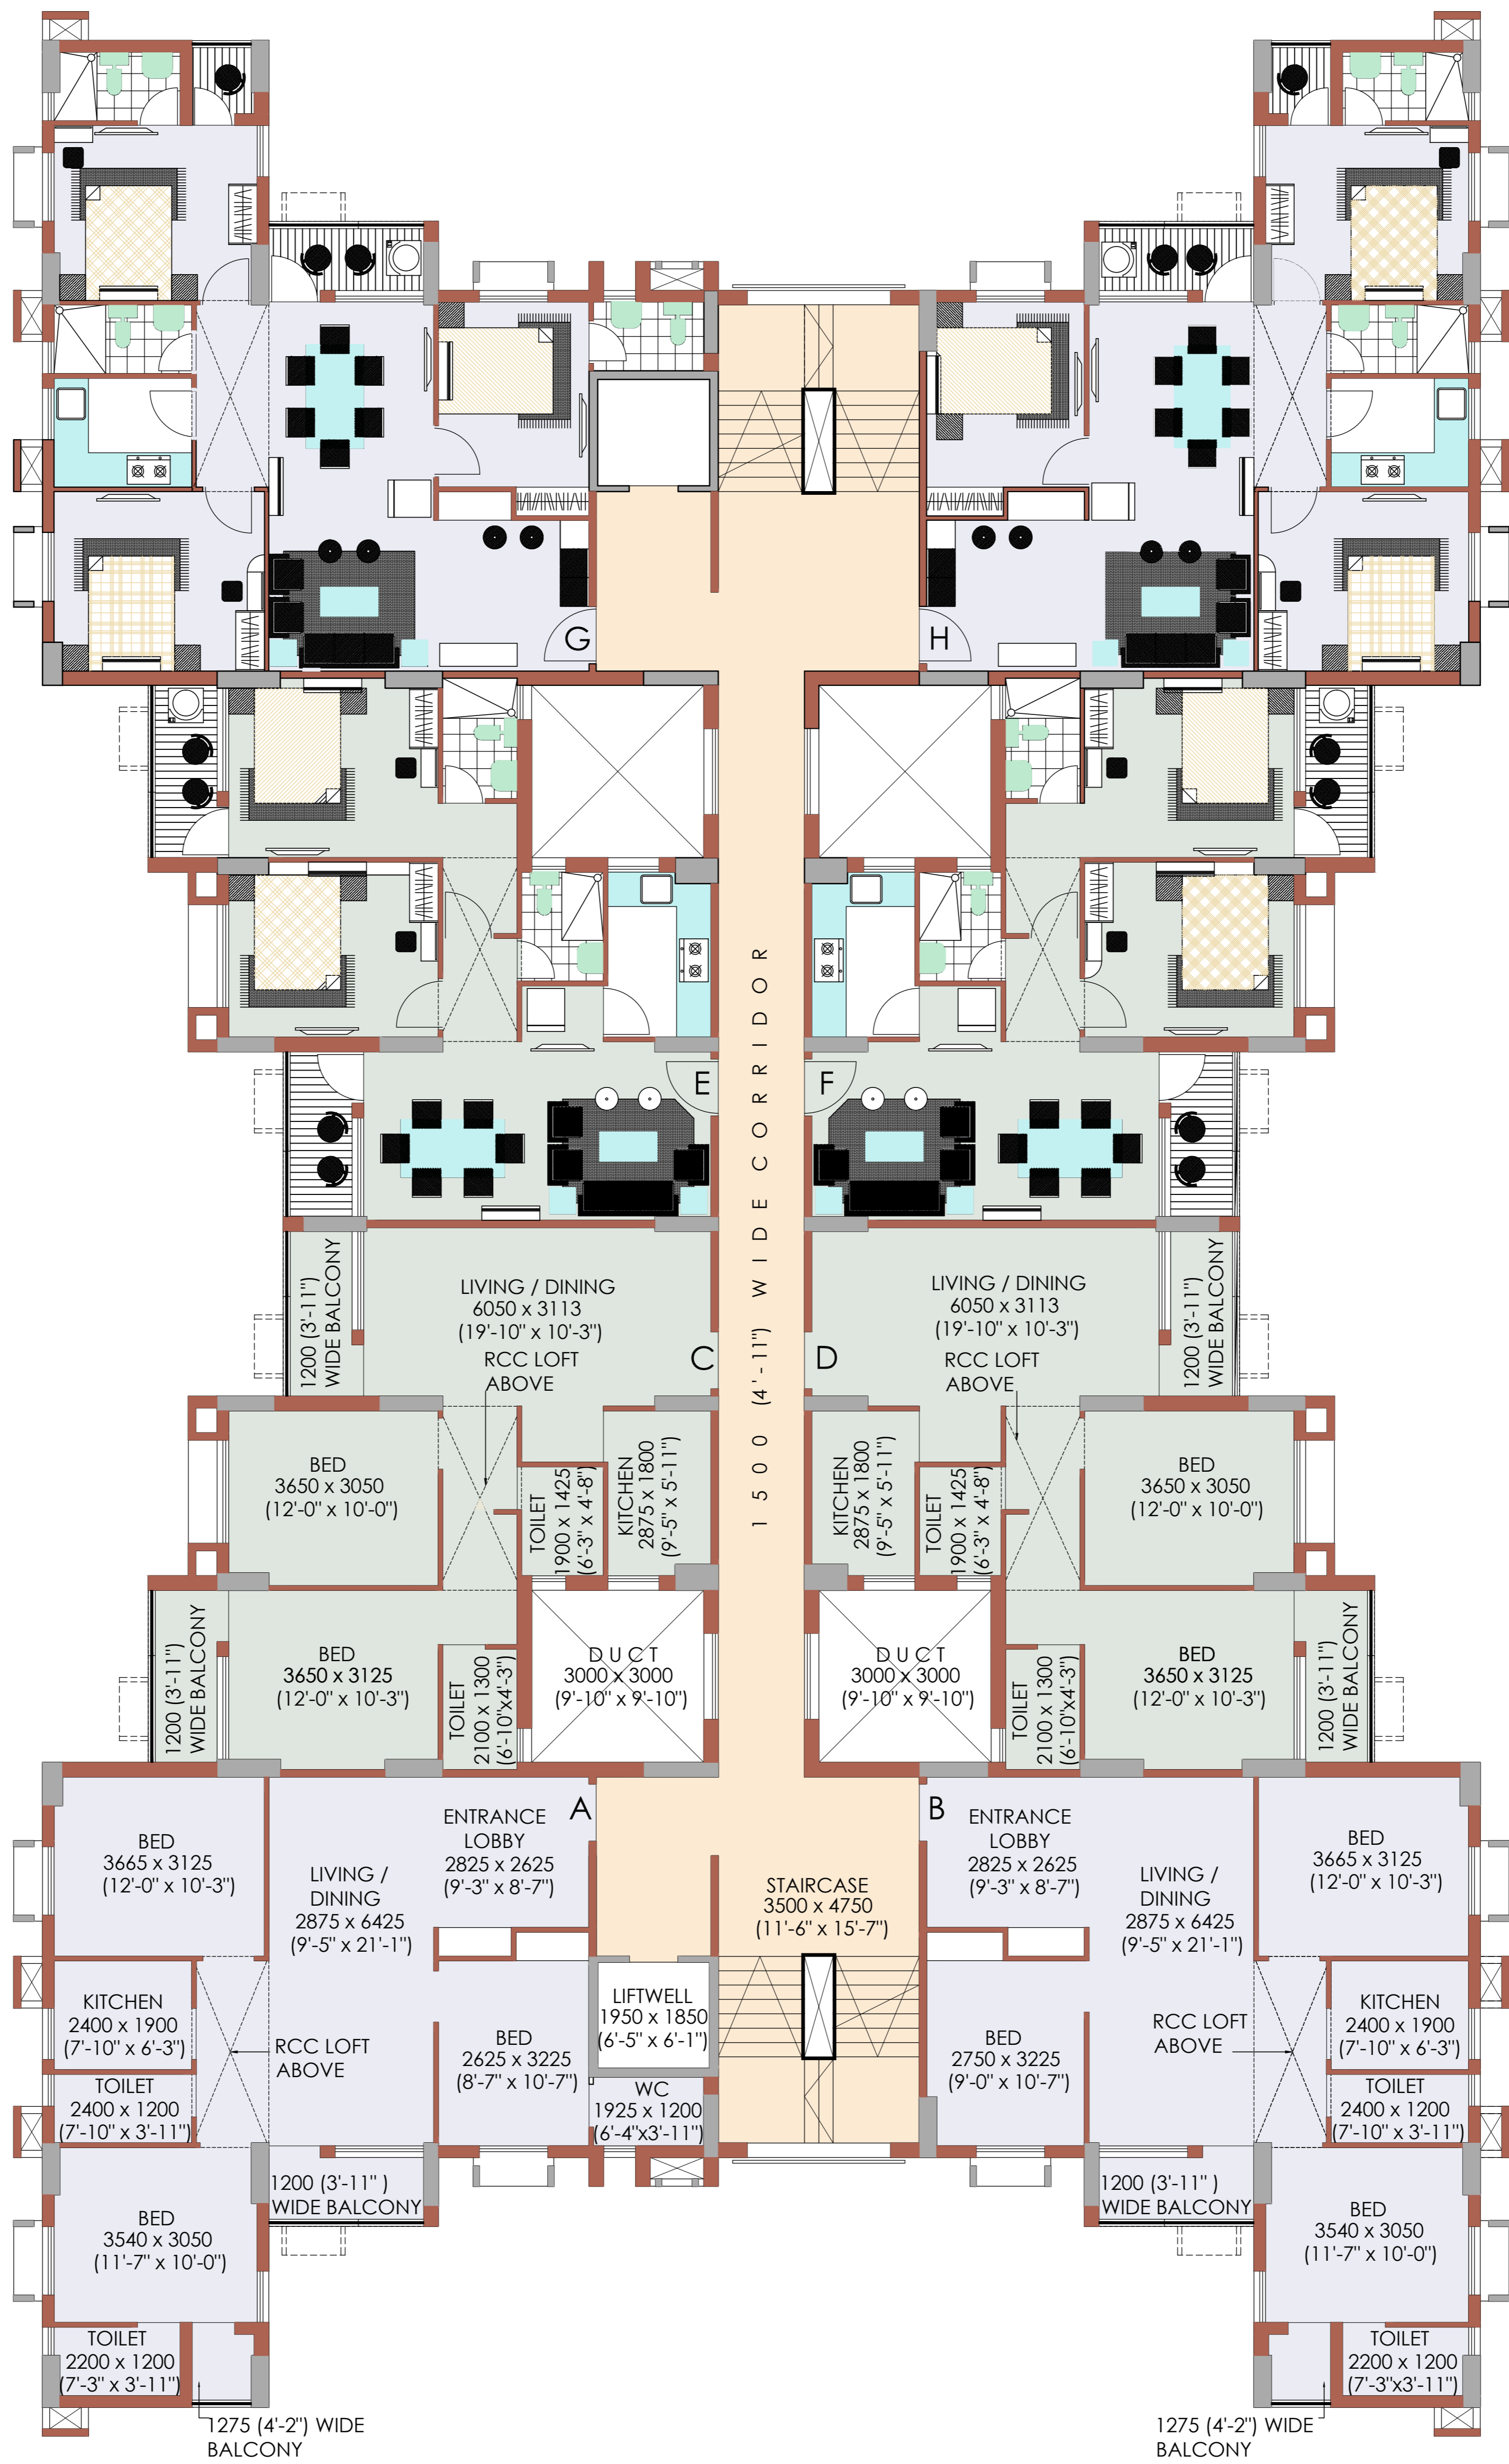 G
H
E
F
1500 (4'-11") WIDE CORRIDOR
1200 (3'-11")
WIDE BALCONY
LIVING / DINING
6050 x 3113
(19'-10" x 10'-3")
RCC LOFT
ABOVE
C
LIVING / DINING
6050 x 3113
(19'-10" x 10'-3")
RCC LOFT
ABOVE
D
1200 (3'-11")
WIDE BALCONY
BED
3650 x 3050
(12'-0" x 10'-0")
TOILET
1900 x 1425
(6'-3" x 4'-8")
KITCHEN
2875 x 1800
(9'-5" x 5'-11")
KITCHEN
2875 x 1800
(9'-5" x 5'-11")
TOILET
1900 x 1425
(6'-3" x 4'-8")
BED
3650 x 3050
(12'-0" x 10'-0")
1200 (3'-11")
WIDE BALCONY
BED
3650 x 3125
(12'-0" x 10'-3")
TOILET
2100 x 1300
(6'-10"x4'-3")
DUCT
3000 x 3000
(9'-10" x 9'-10")
DUCT
3000 x 3000
(9'-10" x 9'-10")
TOILET
2100 x 1300
(6'-10"x4'-3")
BED
3650 x 3125
(12'-0" x 10'-3")
1200 (3'-11")
WIDE BALCONY
A
B
BED
3665 x 3125
(12'-0" x 10'-3")
ENTRANCE
LOBBY
2825 x 2625
(9'-3" x 8'-7")
LIVING /
DINING
2875 x 6425
(9'-5" x 21'-1")
STAIRCASE
3500 x 4750
(11'-6" x 15'-7")
ENTRANCE
LOBBY
2825 x 2625
(9'-3" x 8'-7")
LIVING /
DINING
2875 x 6425
(9'-5" x 21'-1")
BED
3665 x 3125
(12'-0" x 10'-3")
KITCHEN
2400 x 1900
(7'-10" x 6'-3")
RCC LOFT
ABOVE
BED
2625 x 3225
(8'-7" x 10'-7")
LIFTWELL
1950 x 1850
(6'-5" x 6'-1")
BED
2750 x 3225
(9'-0" x 10'-7")
RCC LOFT
ABOVE
KITCHEN
2400 x 1900
(7'-10" x 6'-3")
TOILET
2400 x 1200
(7'-10" x 3'-11")
WC
1925 x 1200
(6'-4"x3'-11")
TOILET
2400 x 1200
(7'-10" x 3'-11")
BED
3540 x 3050
(11'-7" x 10'-0")
1200 (3'-11" )
WIDE BALCONY
1200 (3'-11" )
WIDE BALCONY
BED
3540 x 3050
(11'-7" x 10'-0")
TOILET
2200 x 1200
(7'-3" x 3'-11")
TOILET
2200 x 1200
(7'-3"x3'-11")
1275 (4'-2") WIDE
BALCONY
1275 (4'-2") WIDE
BALCONY